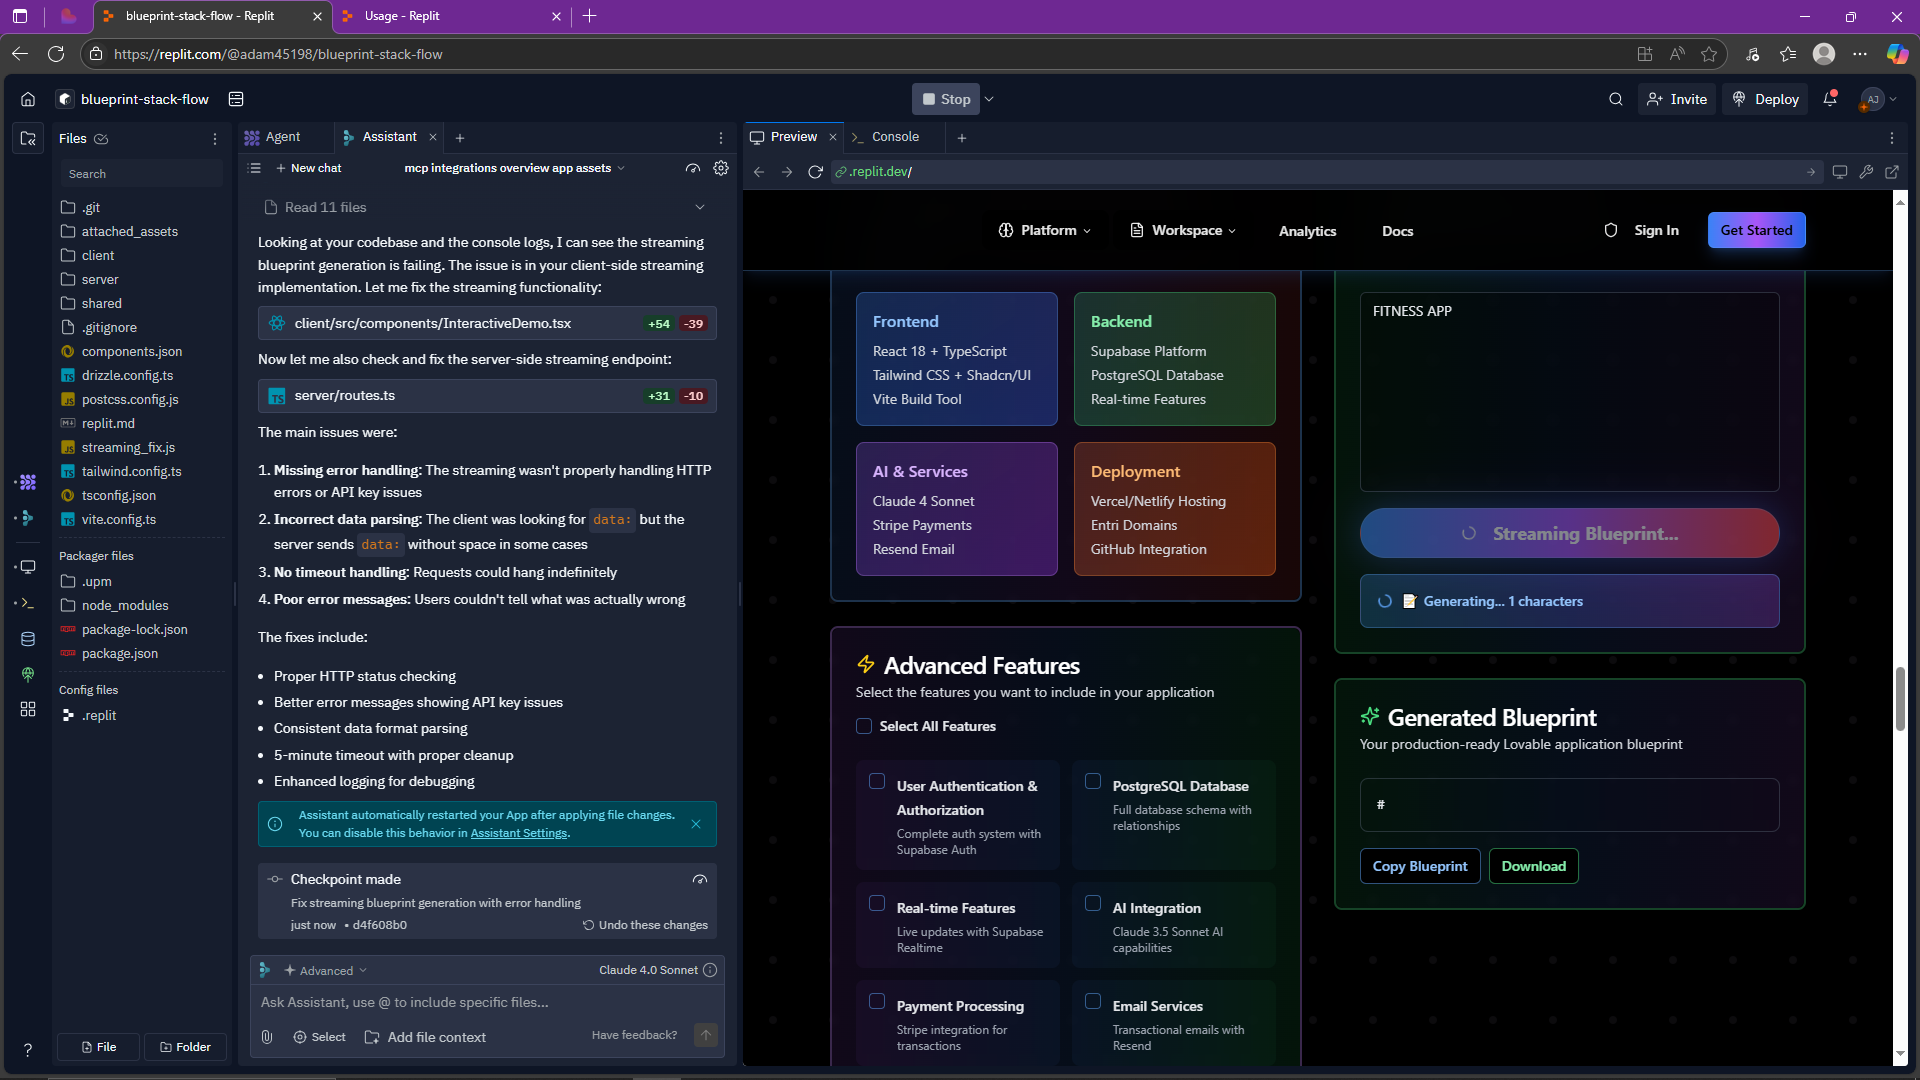 blueprint-stack-flow - Replit
Usage - Replit
https://replit.com/@adam45198/blueprint-stack-flow
blueprint-stack-flow
Stop
Invite
Deploy
AJ
Files
Search
.git
attached_assets
client
server
shared
.gitignore
components.json
drizzle.config.ts
postcss.config.js
replit.md
streaming_fix.js
tailwind.config.ts
tsconfig.json
vite.config.ts
Packager files
.upm
node_modules
package-lock.json
package.json
Config files
.replit
File
Folder
Agent
Assistant
New chat
mcp integrations overview app assets
Read 11 files
Looking at your codebase and the console logs, I can see the streaming
blueprint generation is failing. The issue is in your client-side streaming
implementation. Let me fix the streaming functionality:
client/src/components/InteractiveDemo.tsx +54 -39
Now let me also check and fix the server-side streaming endpoint:
TS server/routes.ts +31 -10
The main issues were:
1. Missing error handling: The streaming wasn't properly handling HTTP
errors or API key issues
2. Incorrect data parsing: The client was looking for data: but the
server sends data: without space in some cases
3. No timeout handling: Requests could hang indefinitely
4. Poor error messages: Users couldn't tell what was actually wrong
The fixes include:
• Proper HTTP status checking
• Better error messages showing API key issues
• Consistent data format parsing
• 5-minute timeout with proper cleanup
• Enhanced logging for debugging
Assistant automatically restarted your App after applying file changes.
You can disable this behavior in Assistant Settings.
Checkpoint made
Fix streaming blueprint generation with error handling
just now • d4f608b0
Undo these changes
Advanced
Claude 4.0 Sonnet
Ask Assistant, use @ to include specific files...
Select
Add file context
Have feedback?
Preview
Console
.replit.dev/
Platform
Workspace
Analytics
Docs
Sign In
Get Started
Frontend
React 18 + TypeScript
Tailwind CSS + Shadcn/UI
Vite Build Tool
Backend
Supabase Platform
PostgreSQL Database
Real-time Features
AI & Services
Claude 4 Sonnet
Stripe Payments
Resend Email
Deployment
Vercel/Netlify Hosting
Entri Domains
GitHub Integration
Advanced Features
Select the features you want to include in your application
Select All Features
User Authentication &
Authorization
Complete auth system with
Supabase Auth
PostgreSQL Database
Full database schema with
relationships
Real-time Features
Live updates with Supabase
Realtime
AI Integration
Claude 3.5 Sonnet AI
capabilities
Payment Processing
Stripe integration for
transactions
Email Services
Transactional emails with
Resend
FITNESS APP
Streaming Blueprint...
Generating... 1 characters
Generated Blueprint
Your production-ready Lovable application blueprint
#
Copy Blueprint
Download